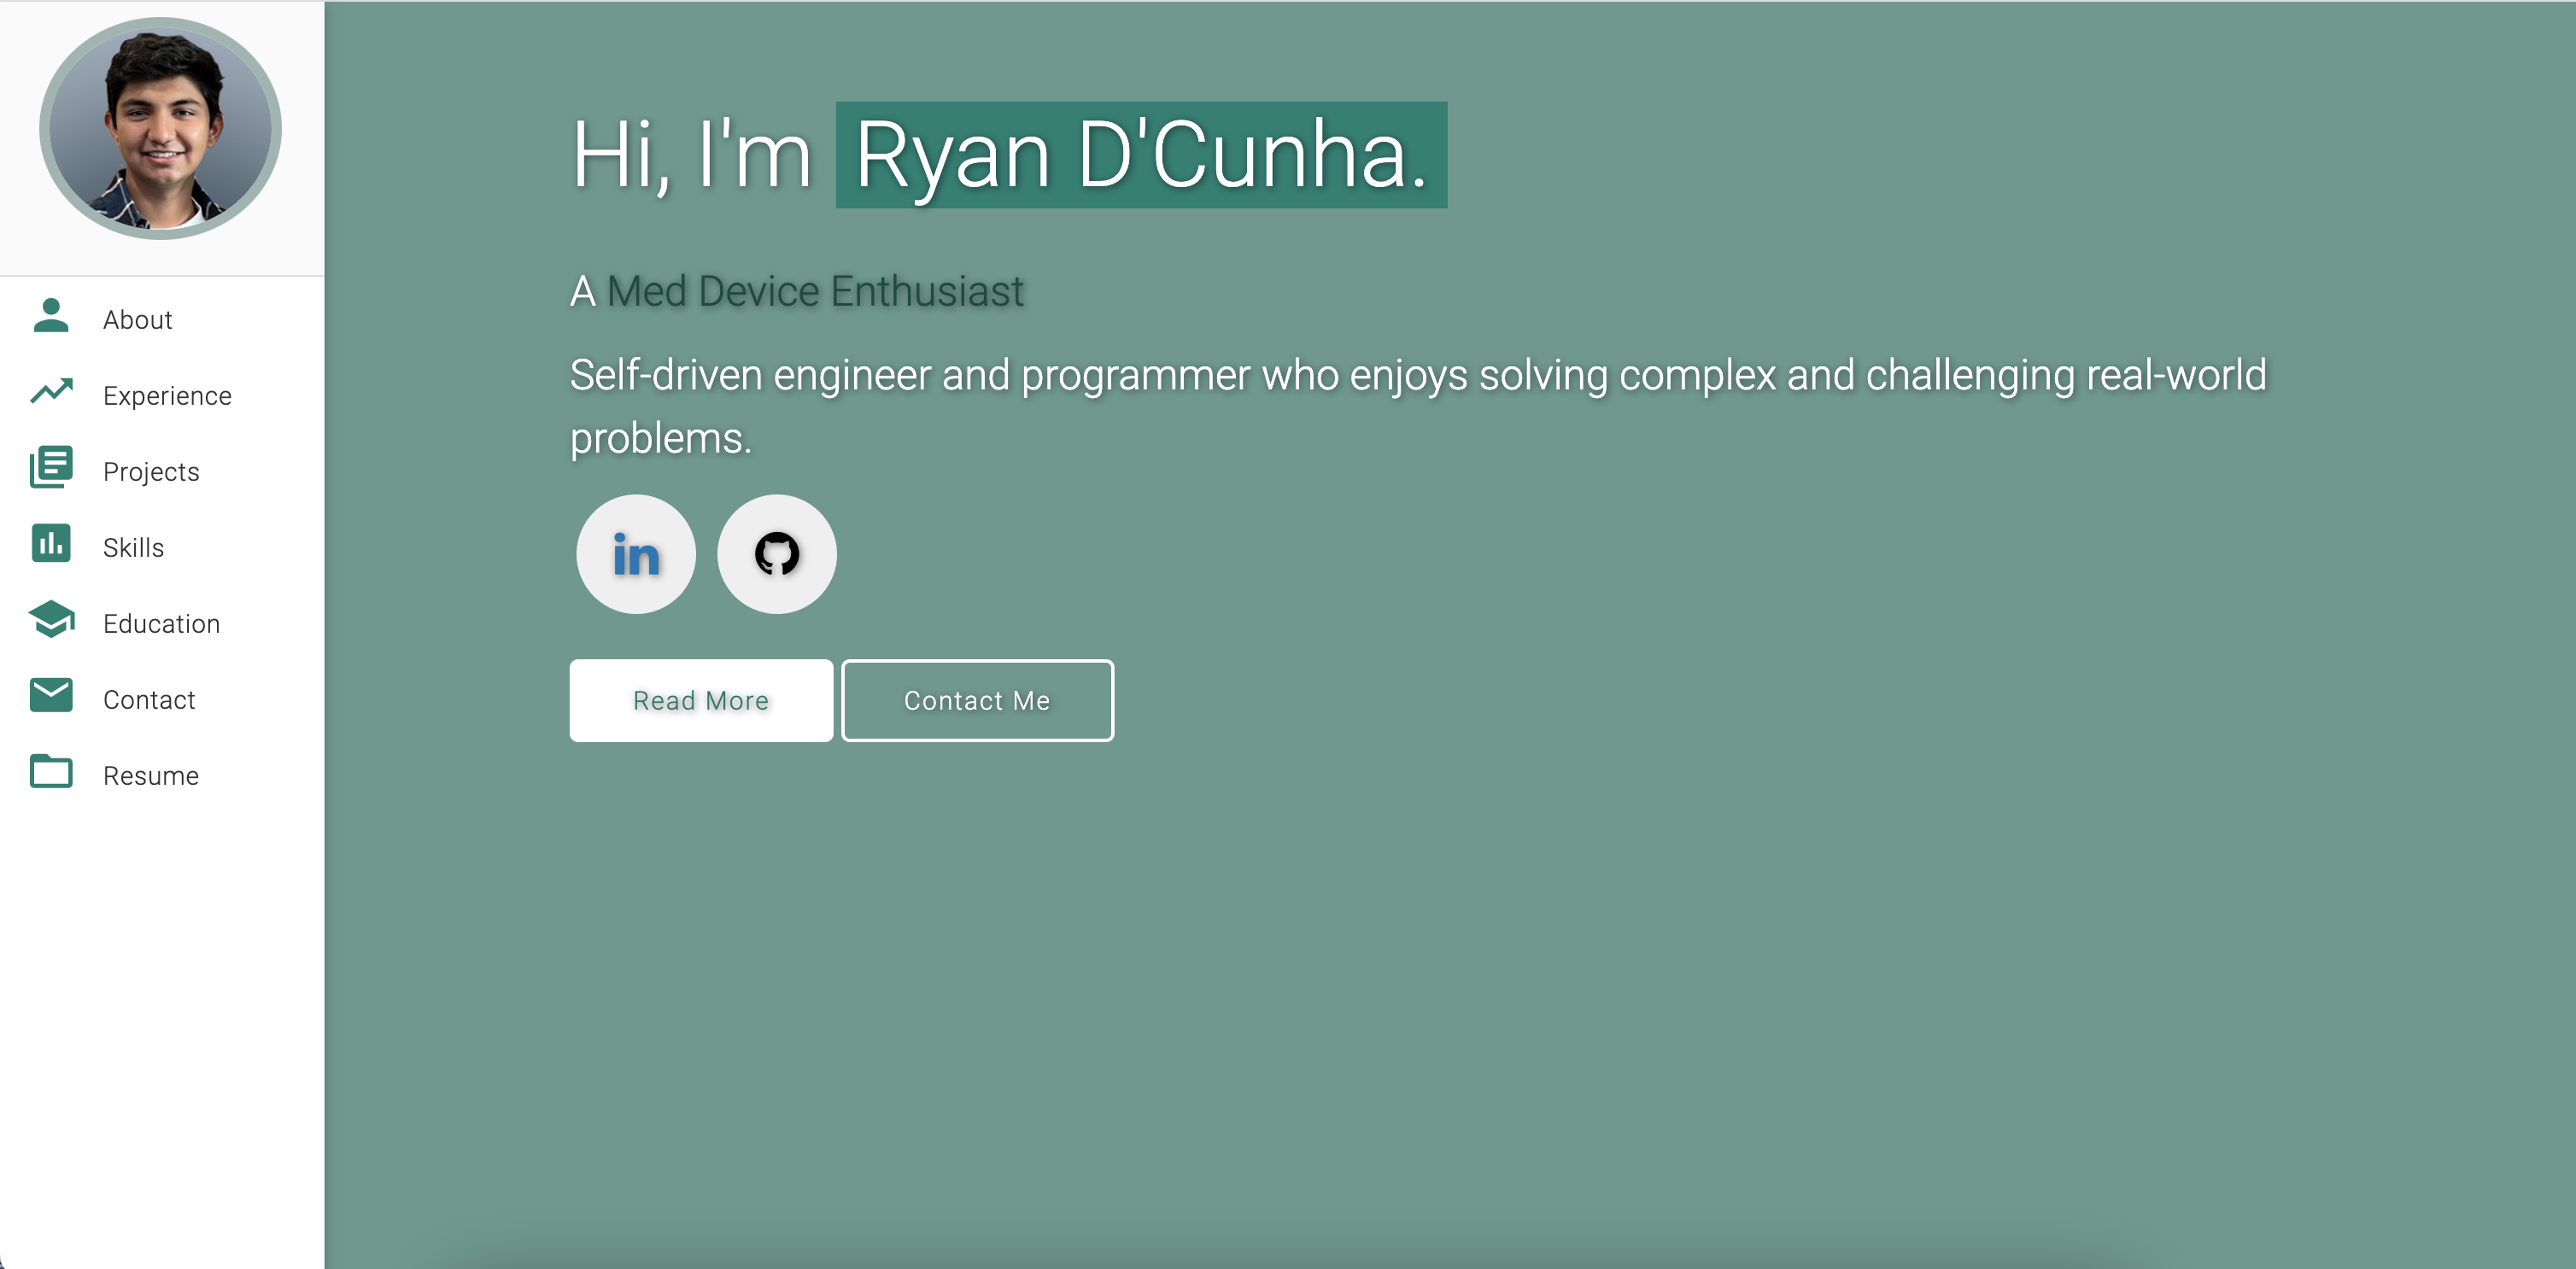 Hi, I'm Ryan D'Cunha.
A Med Device Enthusiast
Self-driven engineer and programmer who enjoys solving complex and challenging real-world
problems.
in
Read More
Contact Me
About
Experience
Projects
Skills
Education
Contact
Resume